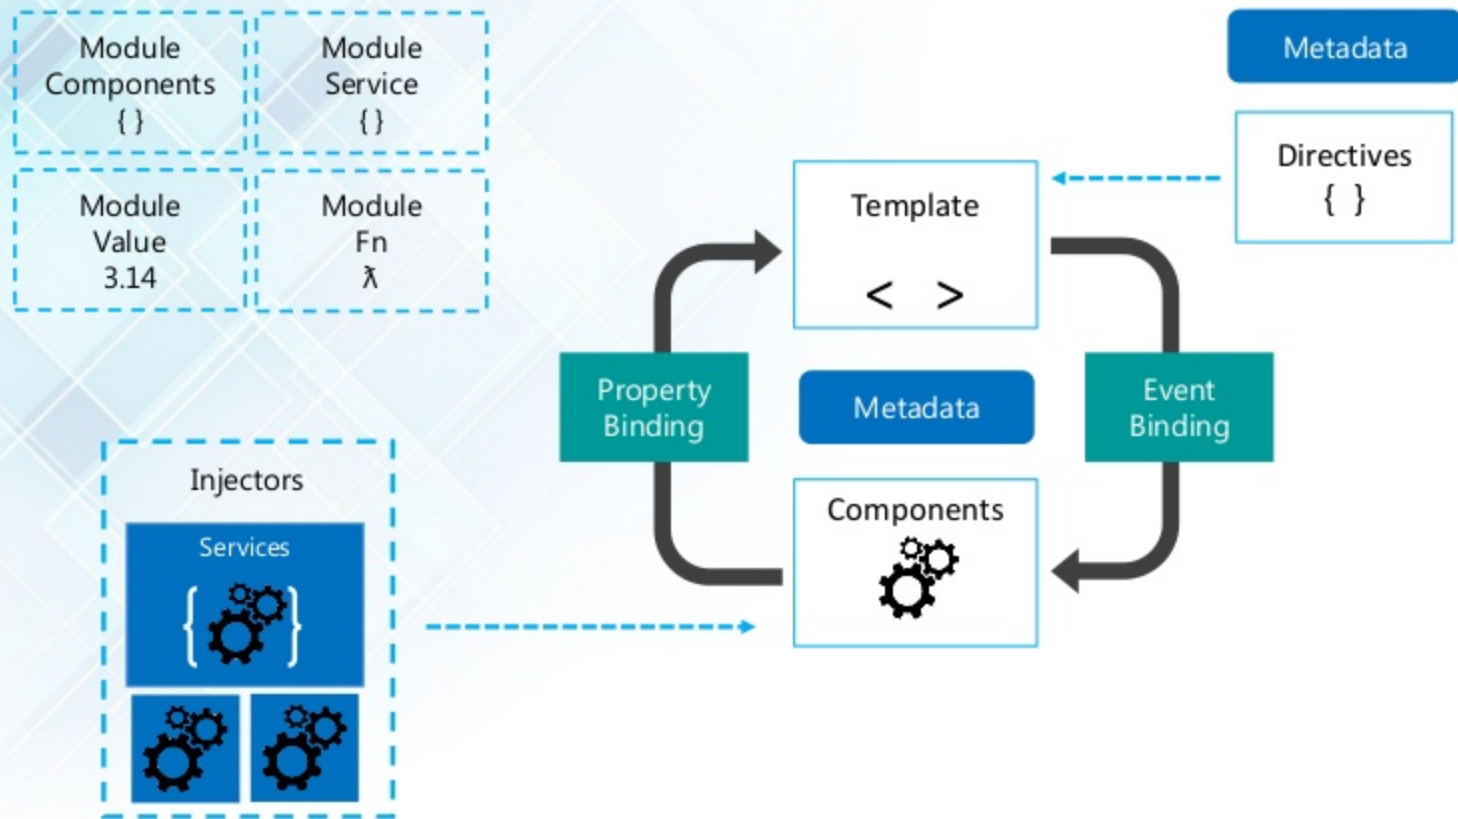 Module
Components
{ }
Module
Service
{ }
Module
Value
3.14
Module
Fn
ƛ
Metadata
Directives
{ }
Template
< >
Property
Binding
Metadata
Event
Binding
Components
Injectors
Services
{ }